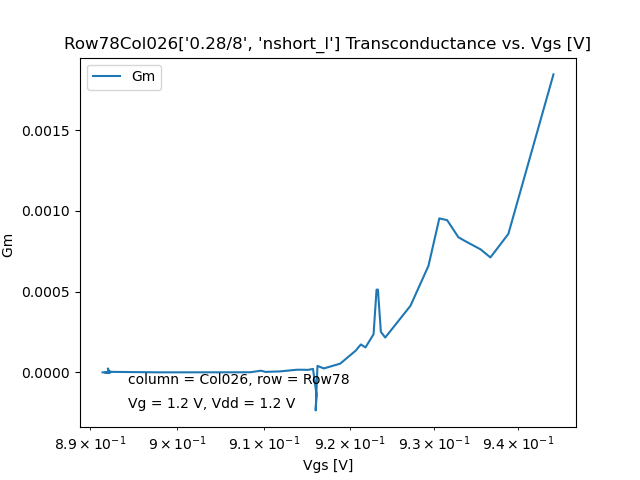 Row78Col026['0.28/8', 'nshort_l'] Transconductance vs. Vgs [V]
Gm
0.0015
0.0010
0.0005
0.0000
Gm
column = Col026, row = Row78
Vg = 1.2 V, Vdd = 1.2 V
8.9 × 10⁻¹ 9 × 10⁻¹ 9.1 × 10⁻¹ 9.2 × 10⁻¹ 9.3 × 10⁻¹ 9.4 × 10⁻¹
Vgs [V]